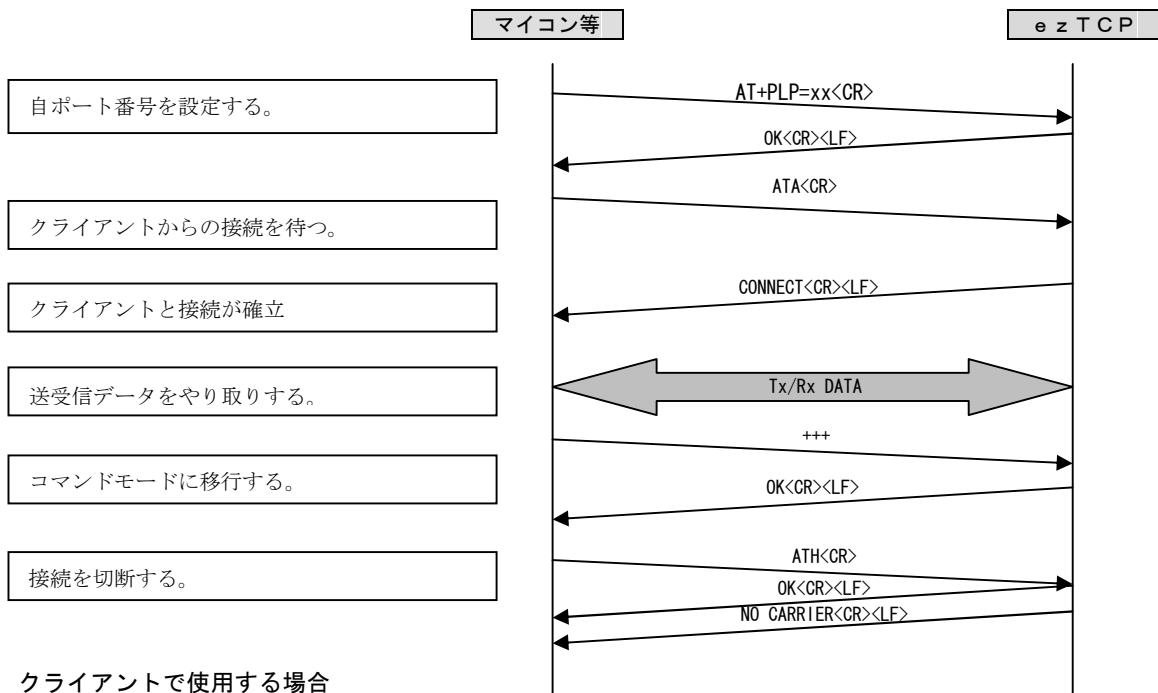 マイコン等
ｅｚＴＣＰ
自ポート番号を設定する。
AT+PLP=xx<CR>
OK<CR><LF>
ATA<CR>
クライアントからの接続を待つ。
CONNECT<CR><LF>
クライアントと接続が確立
送受信データをやり取りする。
Tx/Rx DATA
+++
コマンドモードに移行する。
OK<CR><LF>
ATH<CR>
接続を切断する。
OK<CR><LF>
NO CARRIER<CR><LF>
クライアントで使用する場合